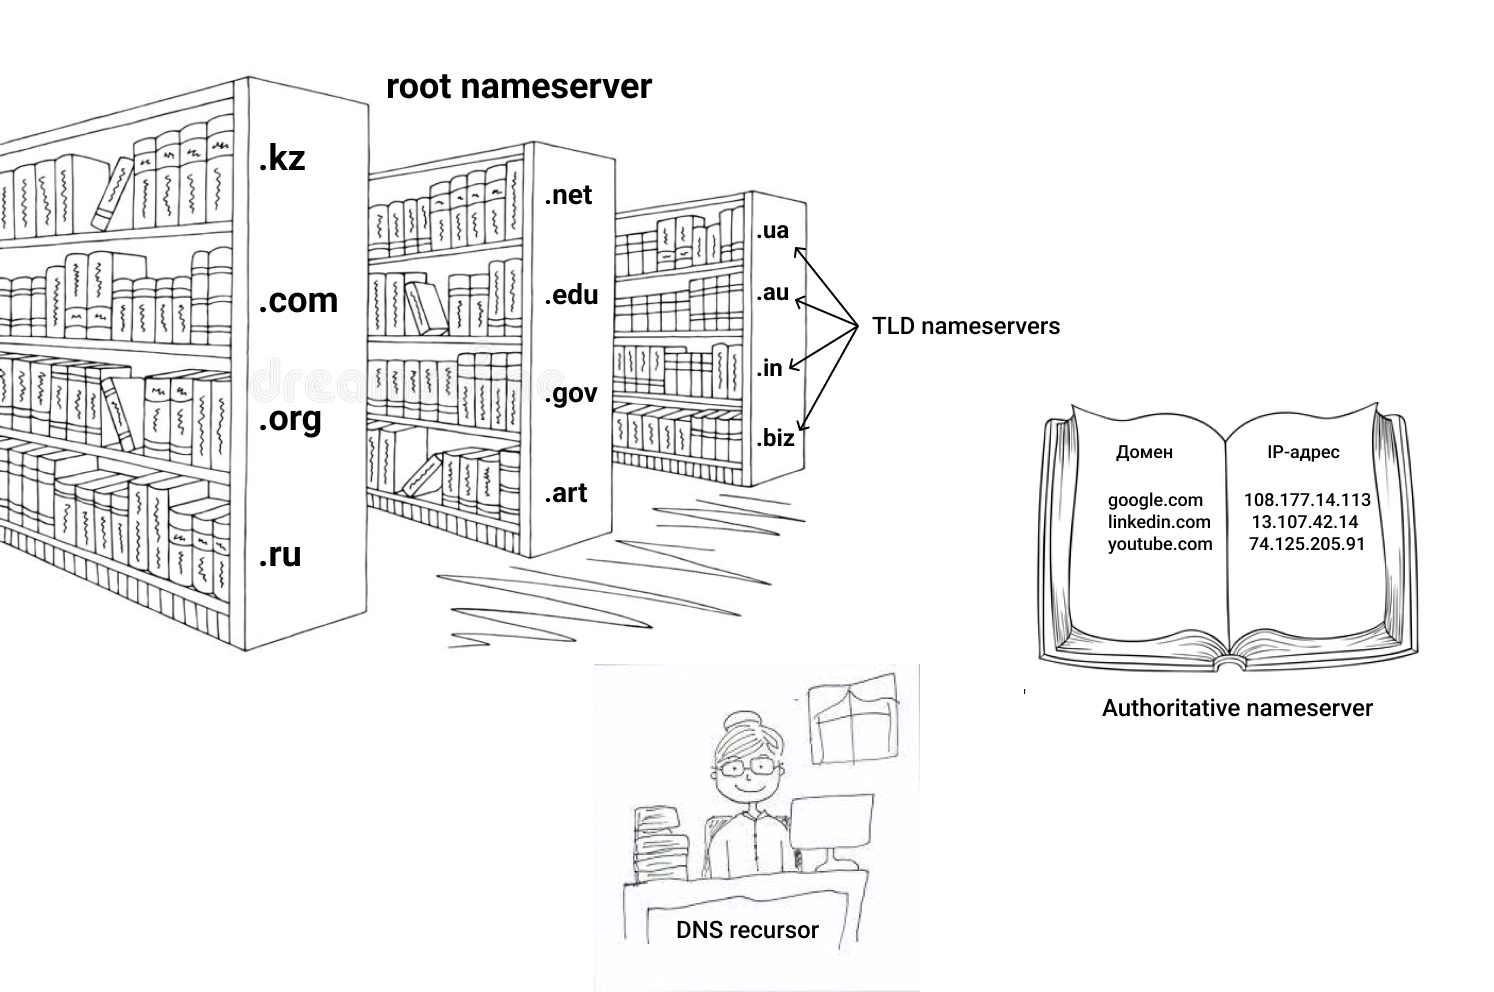 root nameserver
.kz
.com
.org
.ru
.net
.edu
.gov
.art
.ua
.au
.in
.biz
TLD nameservers
Домен IP-адрес
google.com 108.177.14.113
linkedin.com 13.107.42.14
youtube.com 74.125.205.91
Authoritative nameserver
DNS recursor